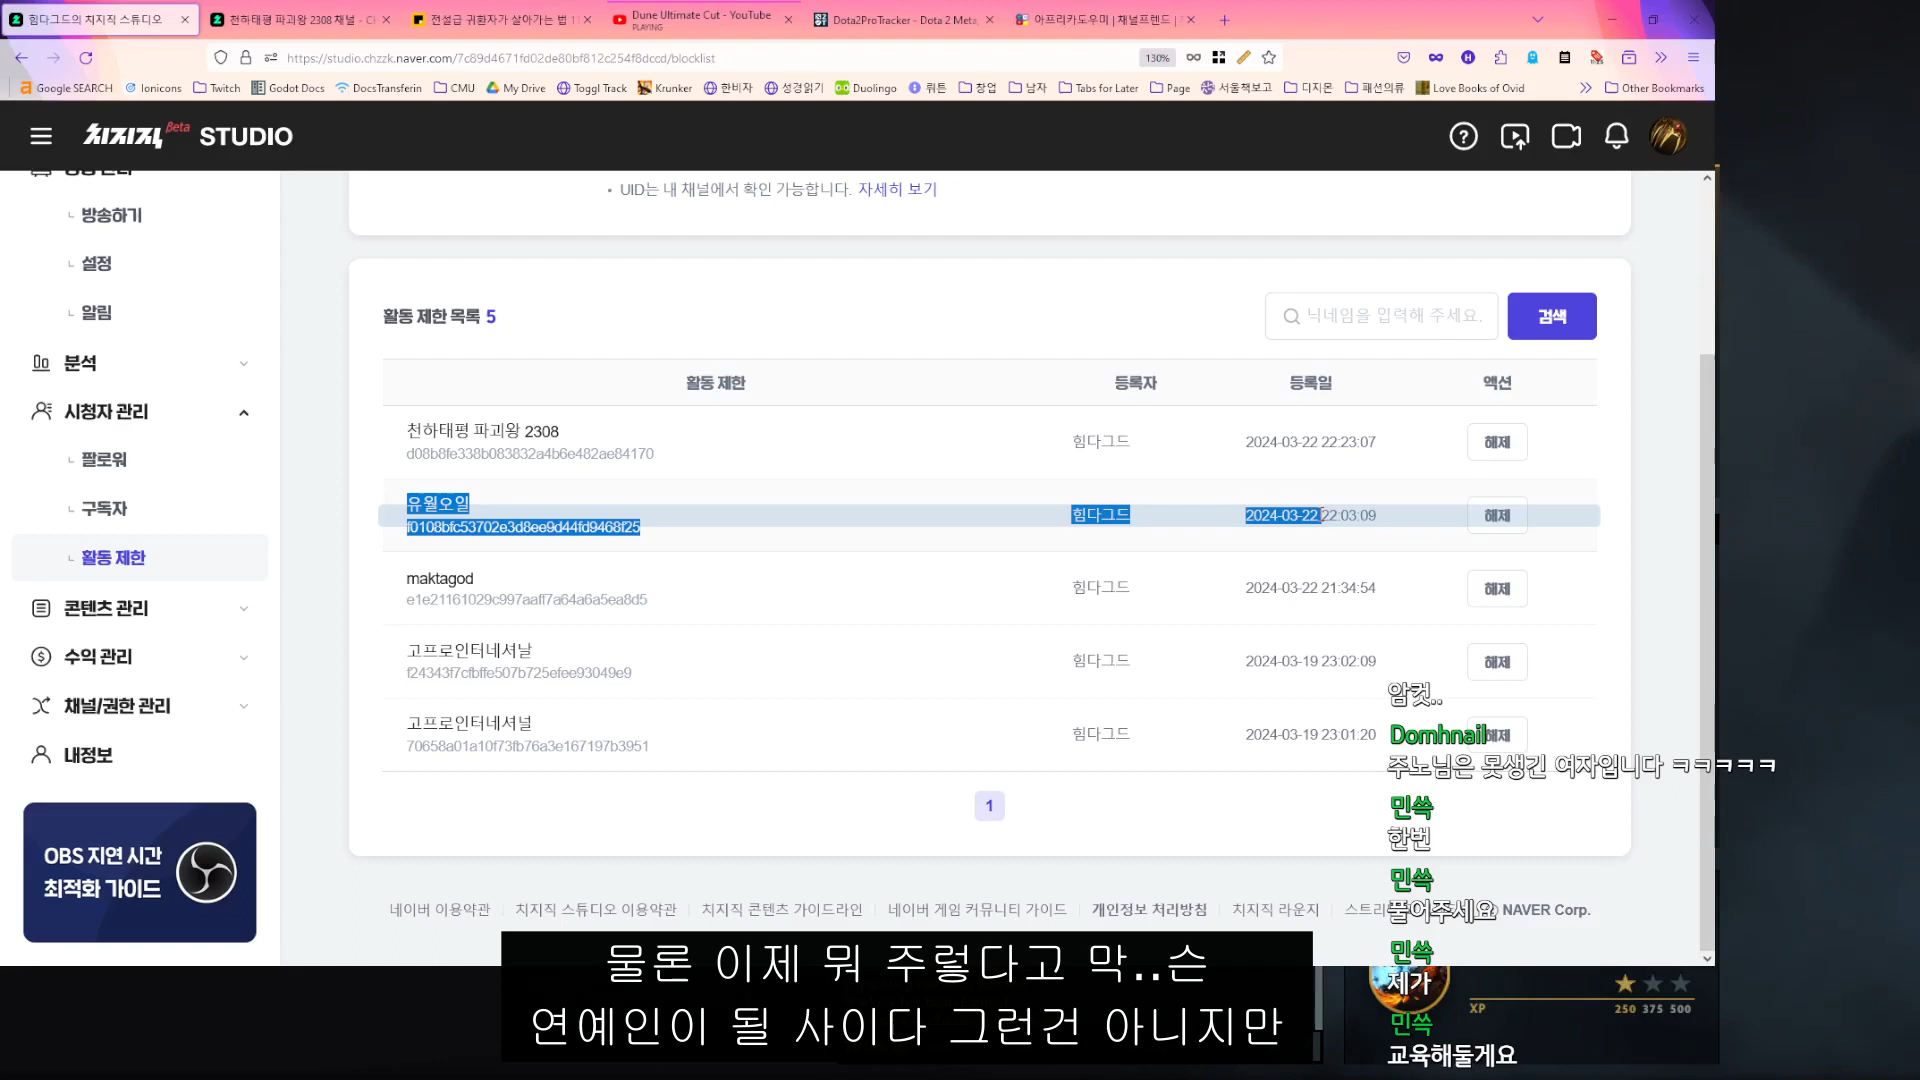 힘다그드의 치지직 스튜디오
천하태평 파괴왕 2308 채널 - C
전설급 귀환자가 살아가는 법 1
Dune Ultimate Cut - YouTube
PLAYING
Dota2ProTracker - Dota 2 Meta,
아프리카도우미 | 채널프렌드 |
https://studio.chzzk.naver.com/7c89d4671fd02de80bf812c254f8dccd/blocklist
130%
Google SEARCH
Ionicons
Twitch
Godot Docs
DocsTransferin
CMU
My Drive
Toggl Track
Krunker
한비자
성경읽기
Duolingo
뤼튼
창업
남자
Tabs for Later
Page
서울책보고
디지몬
패션의류
Love Books of Ovid
Other Bookmarks
치지직 Beta STUDIO
방송하기
설정
알림
분석
시청자 관리
팔로워
구독자
활동 제한
콘텐츠 관리
수익 관리
채널/권한 관리
내정보
OBS 지연 시간
최적화 가이드
• UID는 내 채널에서 확인 가능합니다. 자세히 보기
활동 제한 목록 5
닉네임을 입력해 주세요.
검색
활동 제한 등록자 등록일 액션
천하태평 파괴왕 2308
d08b8fe338b083832a4b6e482ae84170
힘다그드 2024-03-22 22:23:07 해제
유월오일
f0108bfc53702e3d8ee9d44fd9468f25
힘다그드 2024-03-22 22:03:09 해제
maktagod
e1e21161029c997aaff7a64a6a5ea8d5
힘다그드 2024-03-22 21:34:54 해제
고프로인터네셔날
f24343f7cfbffe507b725efee93049e9
힘다그드 2024-03-19 23:02:09 해제
고프로인터네셔널
70658a01a10f73fb76a3e167197b3951
힘다그드 2024-03-19 23:01:20 해제
1
암컷..
Domhnail
주노님은 못생긴 여자입니다 ㅋㅋㅋㅋㅋ
민쏙
한번
민쏙
풀어주세요
민쏙
제가
민쏙
교육해둘게요
네이버 이용약관
치지직 스튜디오 이용약관
치지직 콘텐츠 가이드라인
네이버 게임 커뮤니티 가이드
개인정보 처리방침
치지직 라운지
스트리
NAVER Corp.
물론 이제 뭐 주렇다고 막..슨
연예인이 될 사이다 그런건 아니지만
XP
250 375 500